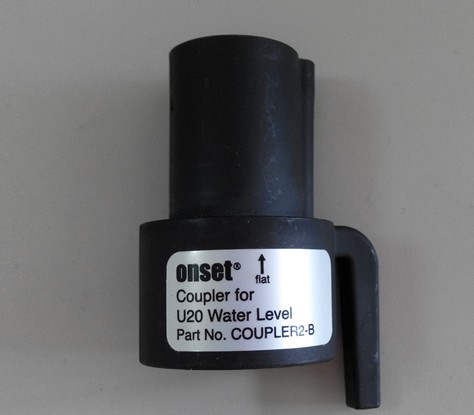 onset® ↑
flat
Coupler for
U20 Water Level
Part No. COUPLER2-B